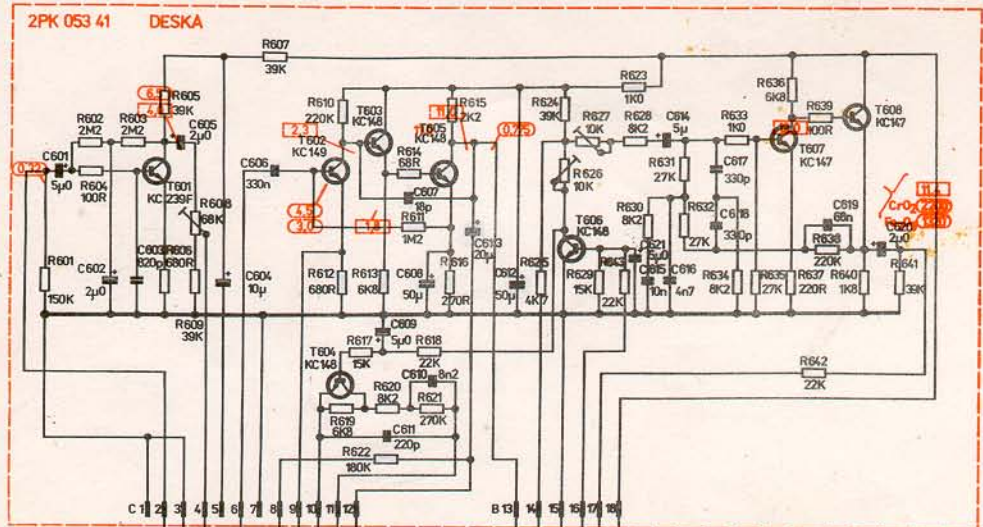 2PK 053 41 DESKA
R607
39K
R605
39K
R602
2M2
R603
2M2
C605
2µ0
C601
5µ0
R604
100R
T601
KC239F
R608
68K
R601
150K
C602
2µ0
C603
820p
R606
680R
R609
39K
C604
10µ
R610
220K
2,3
T603
KC148
T602
KC149
C606
330n
R614
68R
R615
2K2
T605
KC148
0,725
C607
18p
R611
1M2
1,8
R612
680R
R613
6K8
C608
50µ
R616
270R
C613
20µ
C612
50µ
R625
4K7
R623
1K0
R624
39K
R627
10K
R628
8K2
C614
5µ
R626
10K
R631
27K
C617
330p
R633
1K0
R632
27K
C618
330p
T606
KC148
R630
8K2
R629
15K
R643
22K
C621
5µ0
C615
10n
C616
4n7
R634
8K2
R635
27K
R636
6K8
R639
100R
T608
KC147
T607
KC147
R637
220R
C619
68n
R638
220K
R640
1K8
C620
2µ0
R641
39K
11,4
CrO₂
R642
22K
C609
5µ0
T604
KC148
R617
15K
R618
22K
C610
8n2
R620
8K2
R621
270K
R619
6K8
C611
220p
R622
180K
C 1 2 3 4 5 6 7 8 9 10 11 12 B 13 14 15 16 17 18